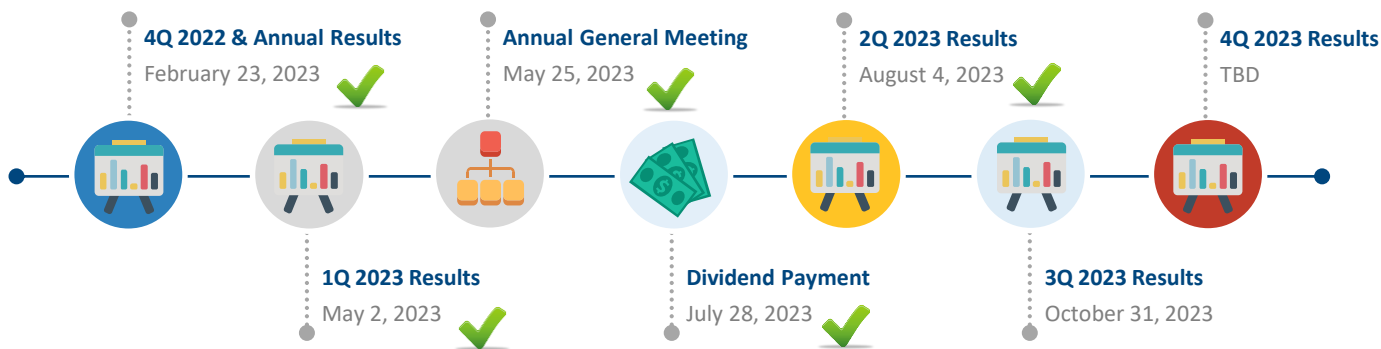 4Q 2022 & Annual Results
February 23, 2023
1Q 2023 Results
May 2, 2023
Annual General Meeting
May 25, 2023
Dividend Payment
July 28, 2023
2Q 2023 Results
August 4, 2023
3Q 2023 Results
October 31, 2023
4Q 2023 Results
TBD